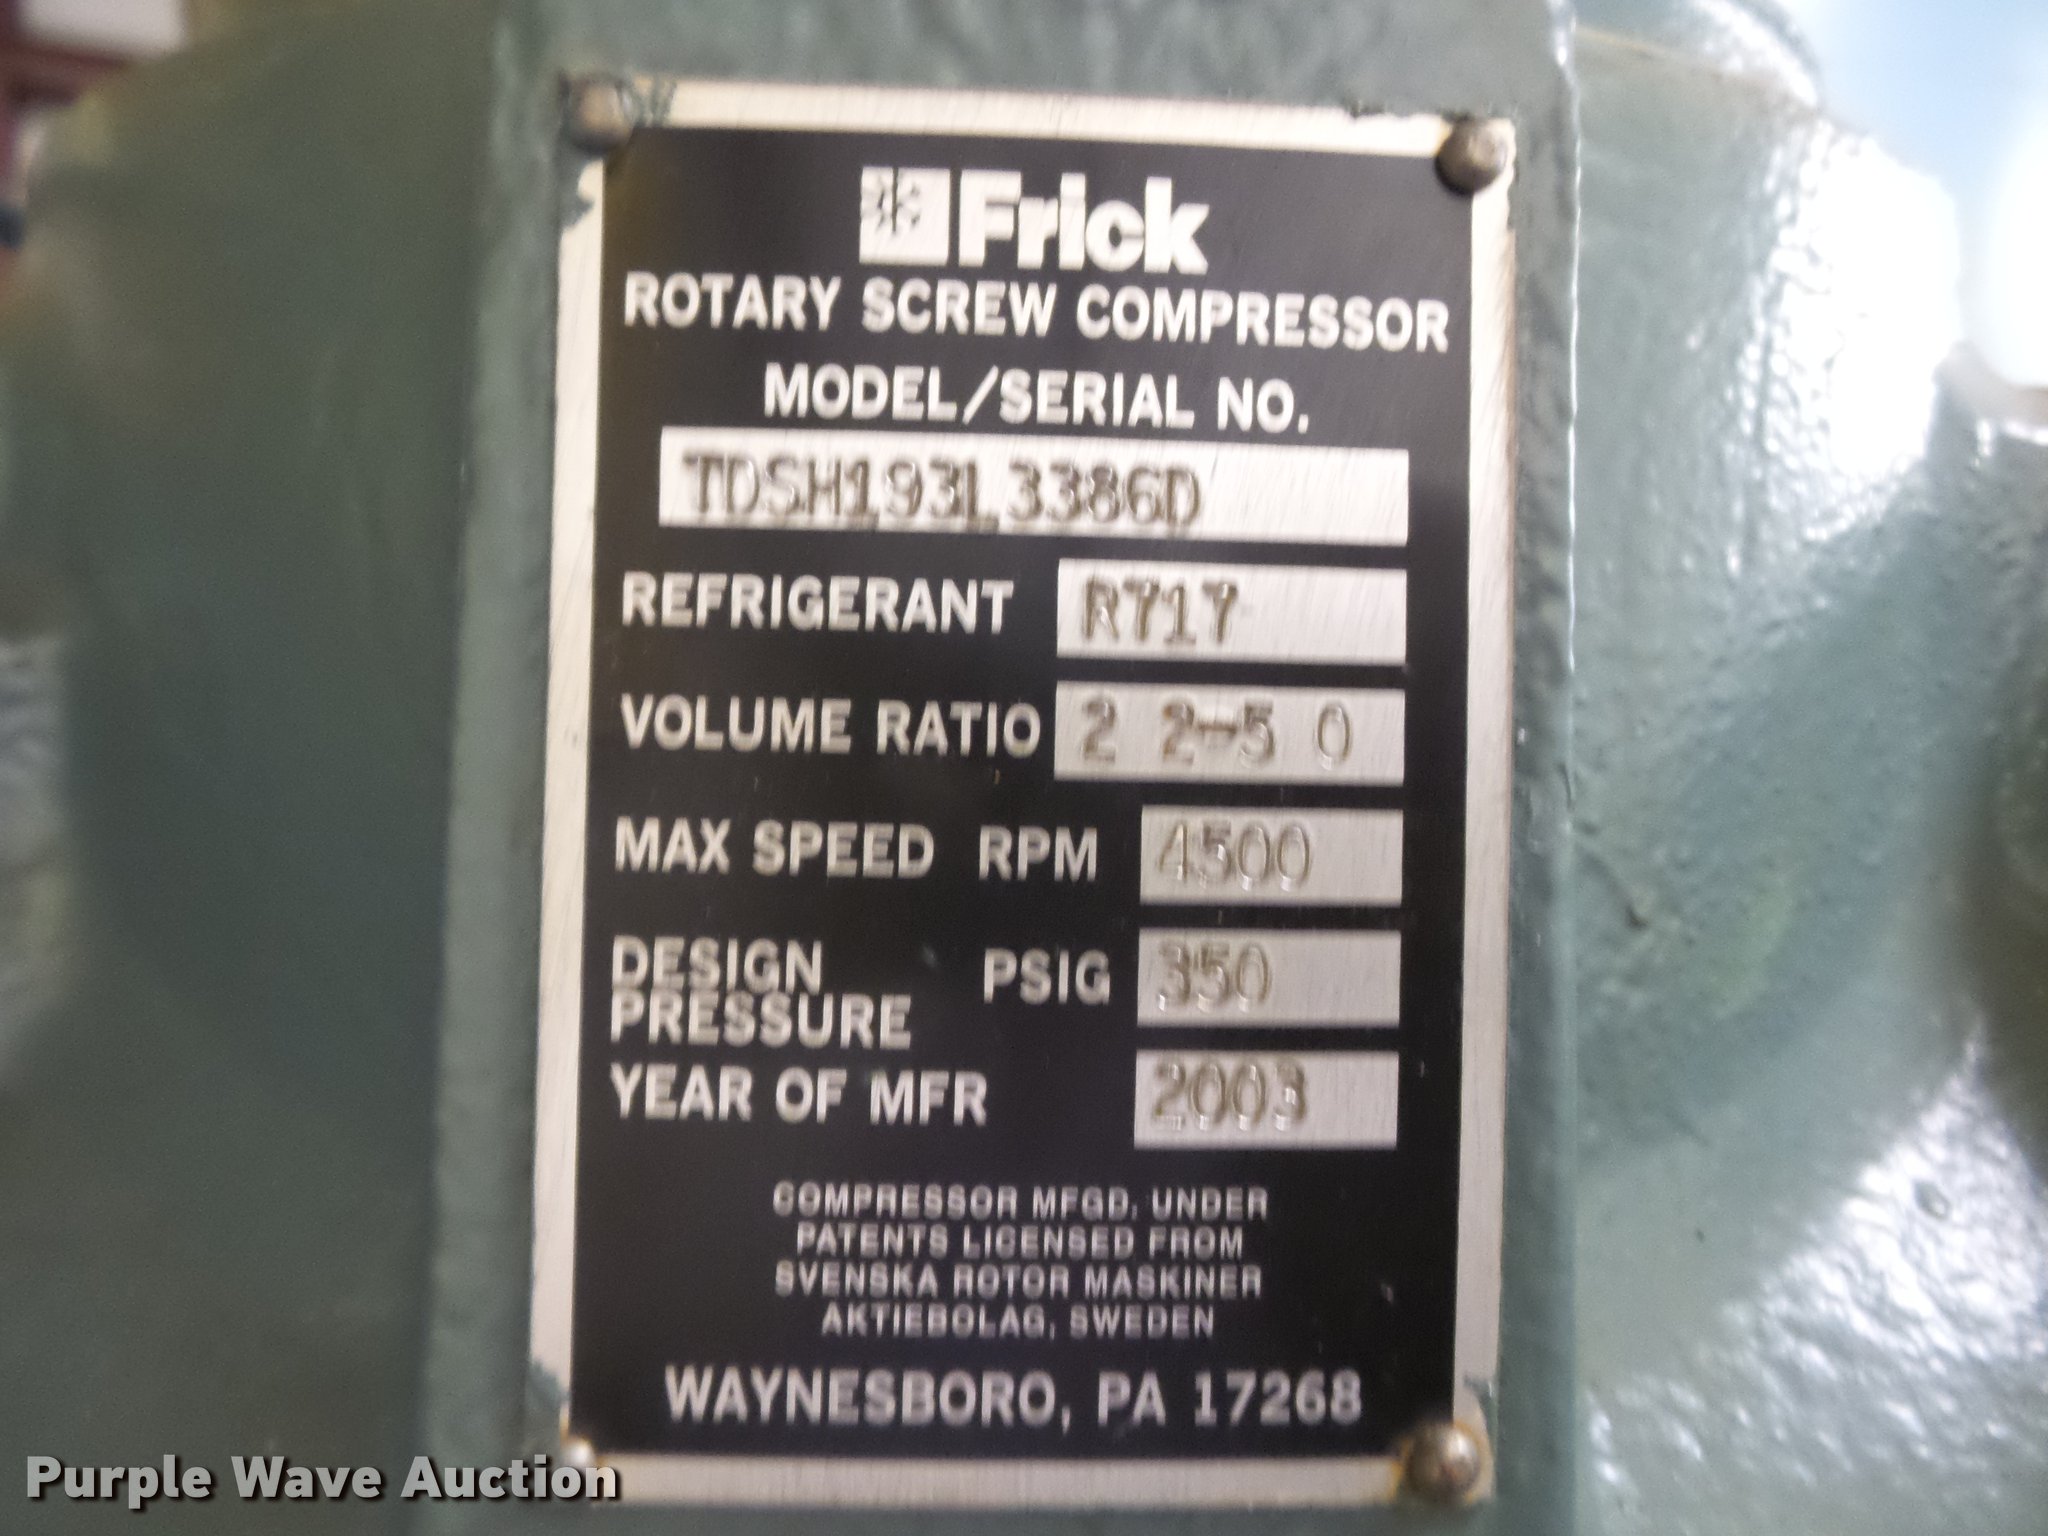 Frick
ROTARY SCREW COMPRESSOR
MODEL/SERIAL NO.
TDSH193L3386D
REFRIGERANT R717
VOLUME RATIO 2 2-5 0
MAX SPEED RPM 4500
DESIGN PRESSURE PSIG 350
YEAR OF MFR 2003
COMPRESSOR MFGD. UNDER
PATENTS LICENSED FROM
SVENSKA ROTOR MASKINER
AKTIEBOLAG, SWEDEN
WAYNESBORO, PA 17268
Purple Wave Auction